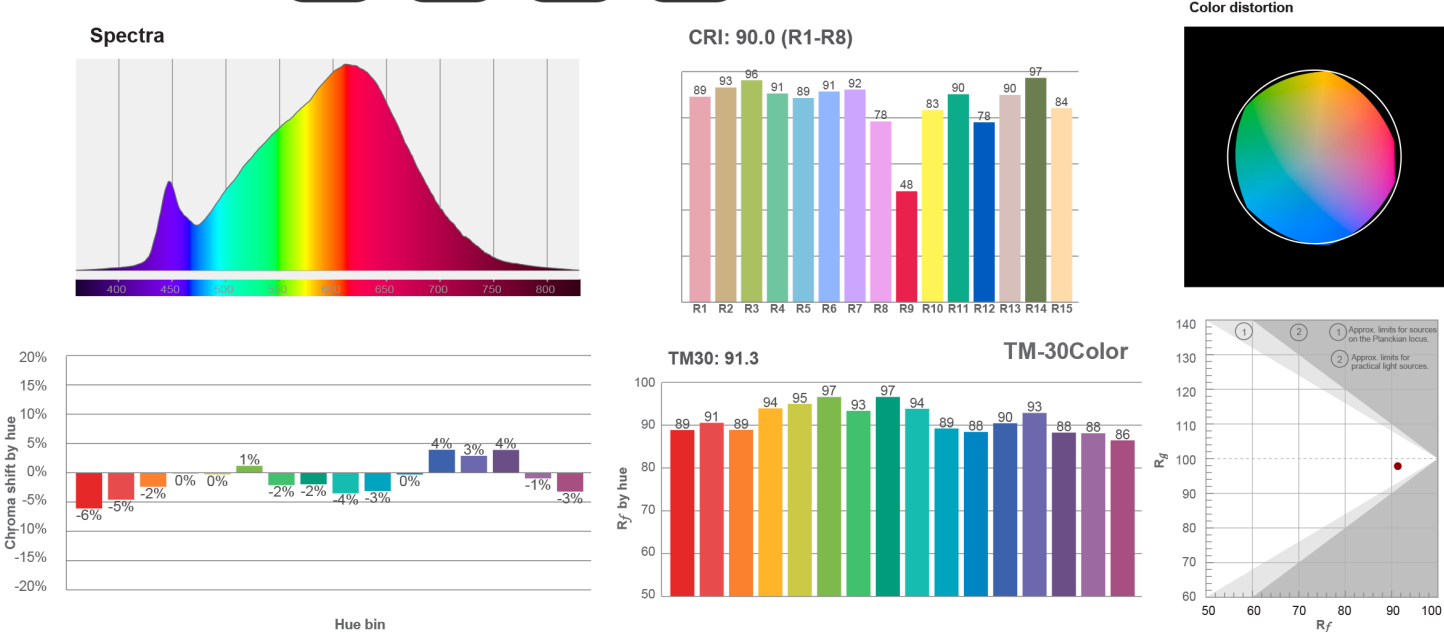 Color distortion
Spectra
400 450 500 550 600 650 700 750 800
CRI: 90.0 (R1-R8)
89 93 96 91 89 91 92 78 48 83 90 78 90 97 84
R1 R2 R3 R4 R5 R6 R7 R8 R9 R10 R11 R12 R13 R14 R15
20%
15%
10%
5%
0%
-5%
-10%
-15%
-20%
Chroma shift by hue
-6% -5% -2% 0% 0% 1% -2% -2% -4% -3% 0% 4% 3% 4% -1% -3%
Hue bin
TM30: 91.3
TM-30Color
100
90
80
70
60
50
Rf by hue
89 91 89 94 95 97 93 97 94 89 88 90 93 88 88 86
140
130
120
110
100
90
80
70
60
Rg
1 2
1 Approx. limits for sources
on the Planckian locus.
2 Approx. limits for
practical light sources.
50 60 70 80 90 100
Rf